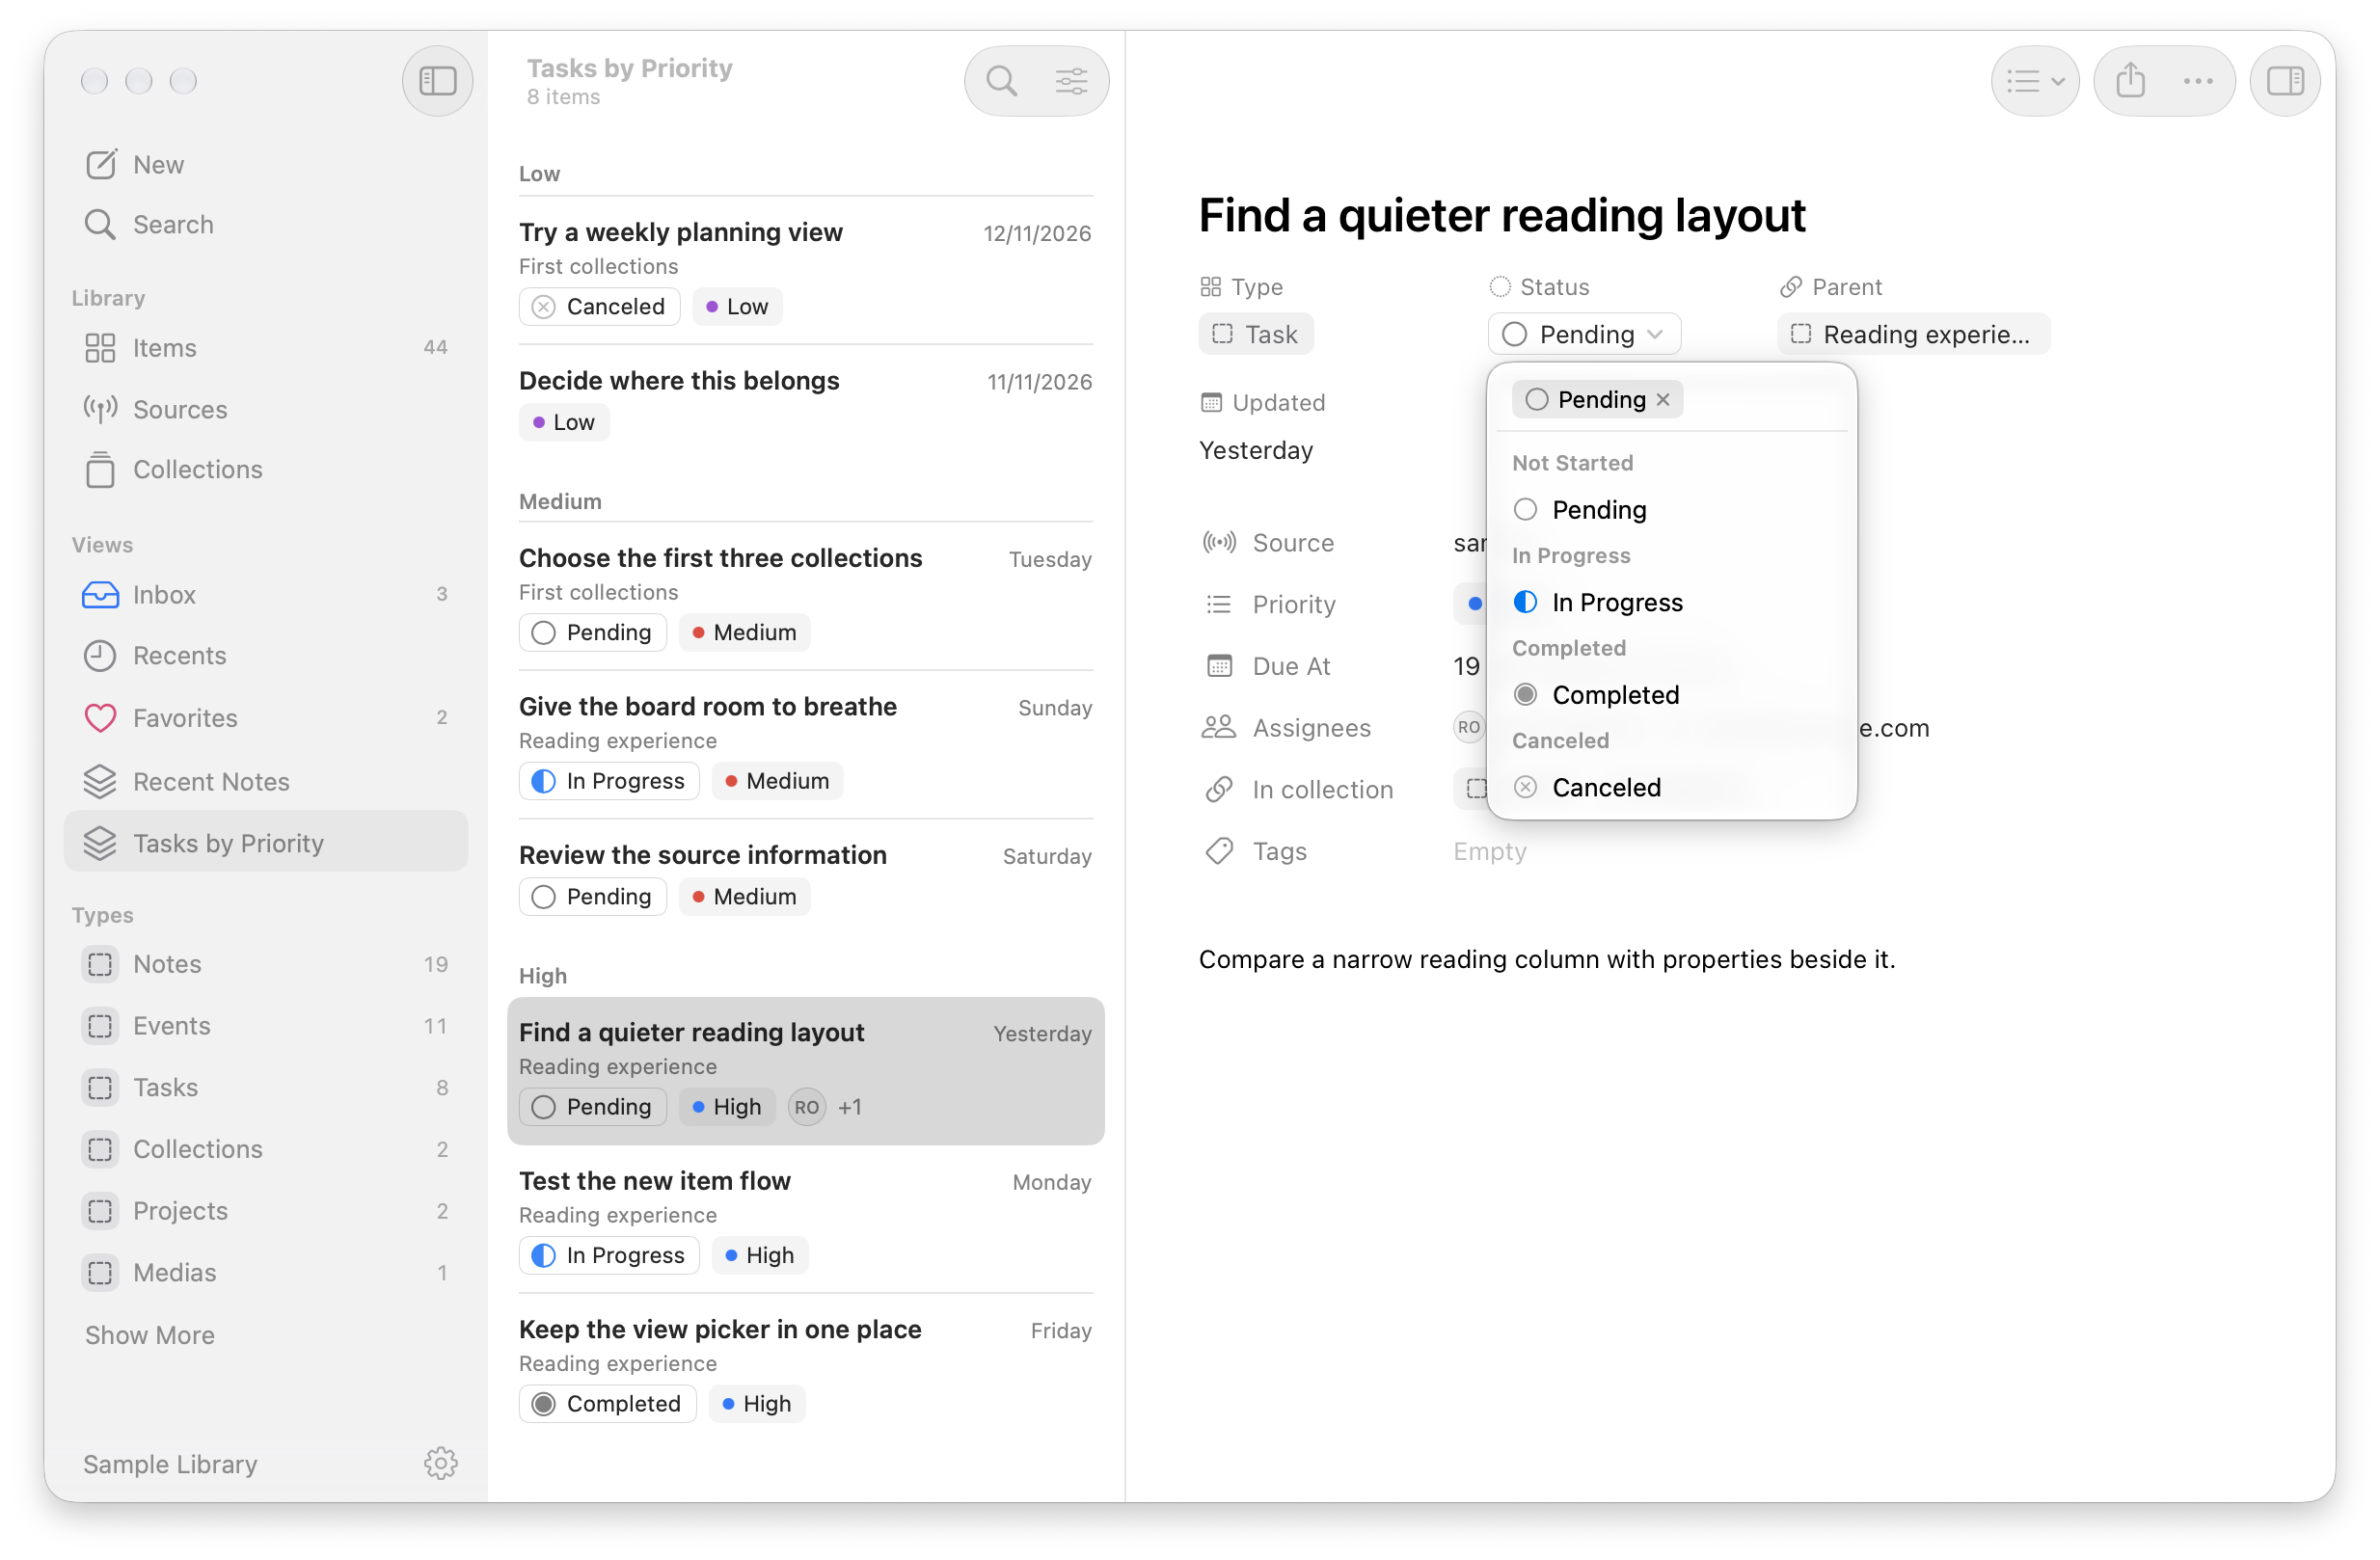 New
Search
Library
Items 44
Sources
Collections
Views
Inbox 3
Recents
Favorites 2
Recent Notes
Tasks by Priority
Types
Notes 19
Events 11
Tasks 8
Collections 2
Projects 2
Medias 1
Show More
Sample Library
Tasks by Priority
8 items
Low
Try a weekly planning view 12/11/2026
First collections
Canceled Low
Decide where this belongs 11/11/2026
Low
Medium
Choose the first three collections Tuesday
First collections
Pending Medium
Give the board room to breathe Sunday
Reading experience
In Progress Medium
Review the source information Saturday
Pending Medium
High
Find a quieter reading layout Yesterday
Reading experience
Pending High RO +1
Test the new item flow Monday
Reading experience
In Progress High
Keep the view picker in one place Friday
Reading experience
Completed High
Find a quieter reading layout
Type Status Parent
Task Pending Reading experie...
Updated
Yesterday
Source
Priority
Due At 19
Assignees RO e.com
In collection
Tags Empty
Pending
Not Started
Pending
In Progress
In Progress
Completed
Completed
Canceled
Canceled
Compare a narrow reading column with properties beside it.